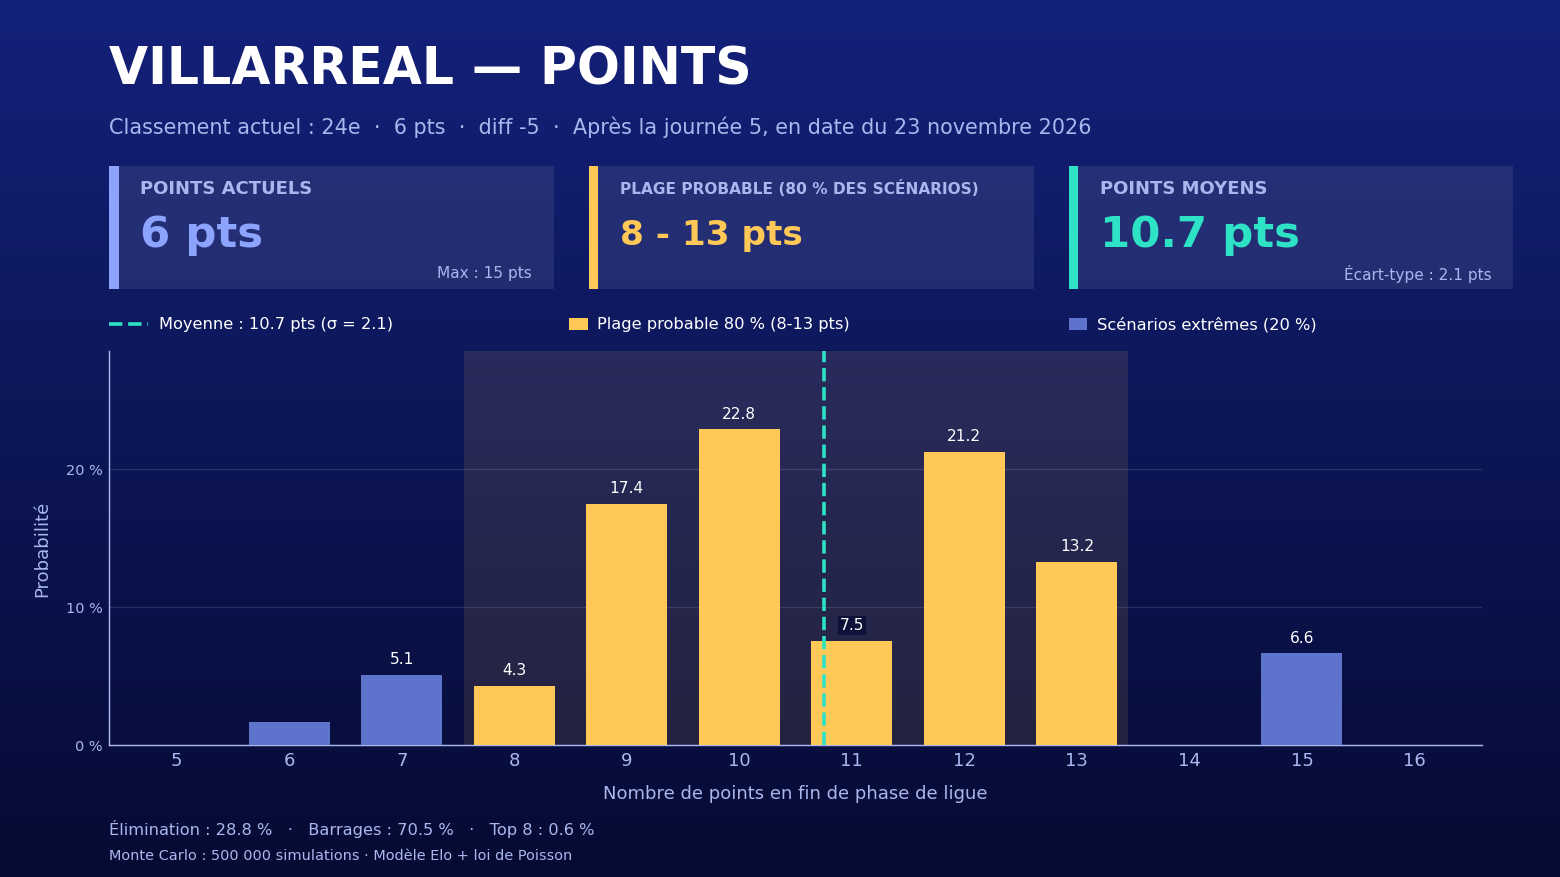 VILLARREAL — POINTS
Classement actuel : 24e · 6 pts · diff -5 · Après la journée 5, en date du 23 novembre 2026
POINTS ACTUELS
6 pts
Max : 15 pts
PLAGE PROBABLE (80 % DES SCÉNARIOS)
8 - 13 pts
POINTS MOYENS
10.7 pts
Écart-type : 2.1 pts
Moyenne : 10.7 pts (σ = 2.1)
Plage probable 80 % (8-13 pts)
Scénarios extrêmes (20 %)
22.8
21.2
17.4
13.2
7.5
6.6
5.1
4.3
20 %
10 %
0 %
Probabilité
5 6 7 8 9 10 11 12 13 14 15 16
Nombre de points en fin de phase de ligue
Élimination : 28.8 % · Barrages : 70.5 % · Top 8 : 0.6 %
Monte Carlo : 500 000 simulations · Modèle Elo + loi de Poisson